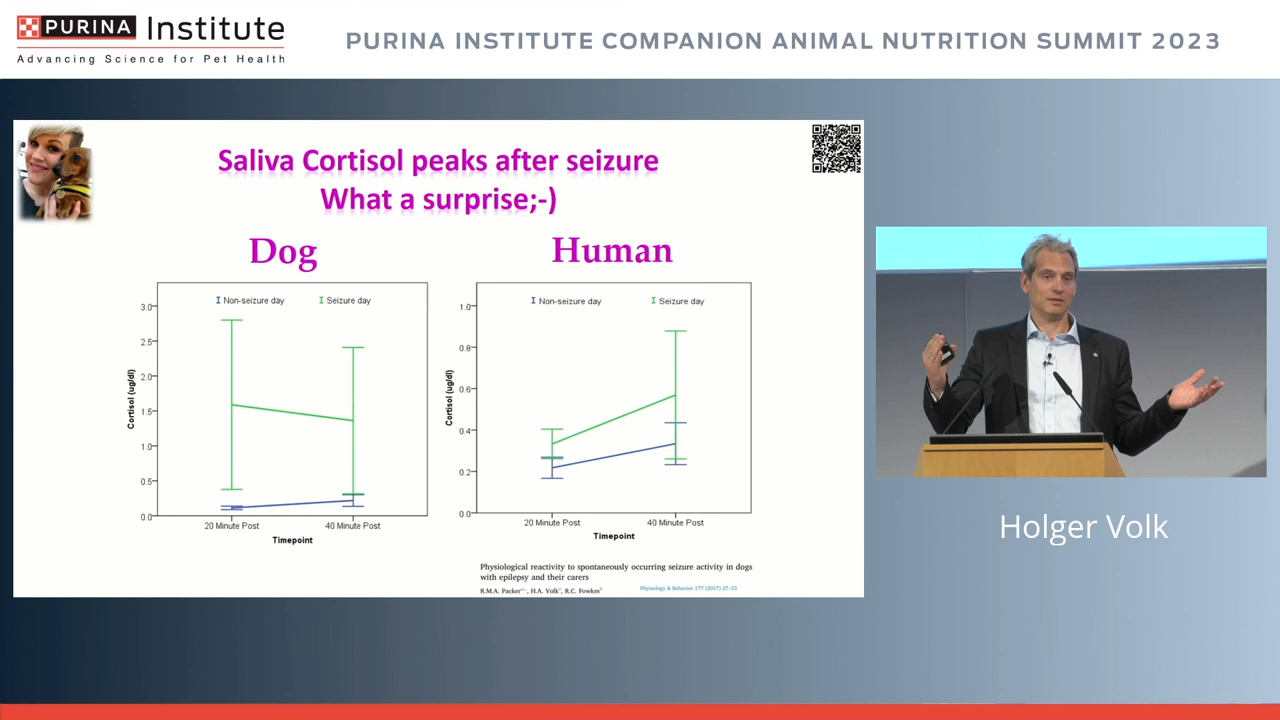 PURINA Institute
Advancing Science for Pet Health
PURINA INSTITUTE COMPANION ANIMAL NUTRITION SUMMIT 2023
Saliva Cortisol peaks after seizure
What a surprise;-)
Dog
Human
Non-seizure day
Seizure day
3.0
2.5
2.0
1.5
1.0
0.5
0.0
Cortisol (ug/dl)
20 Minute Post
40 Minute Post
Timepoint
Non-seizure day
Seizure day
1.0
0.8
0.6
0.4
0.2
0.0
Cortisol (ug/dl)
20 Minute Post
40 Minute Post
Timepoint
Physiological reactivity to spontaneously occurring seizure activity in dogs
with epilepsy and their carers
R.M.A. Packer, H.A. Volk, R.C. Fowkes
Physiology & Behavior 177 (2017) 27–33
Holger Volk